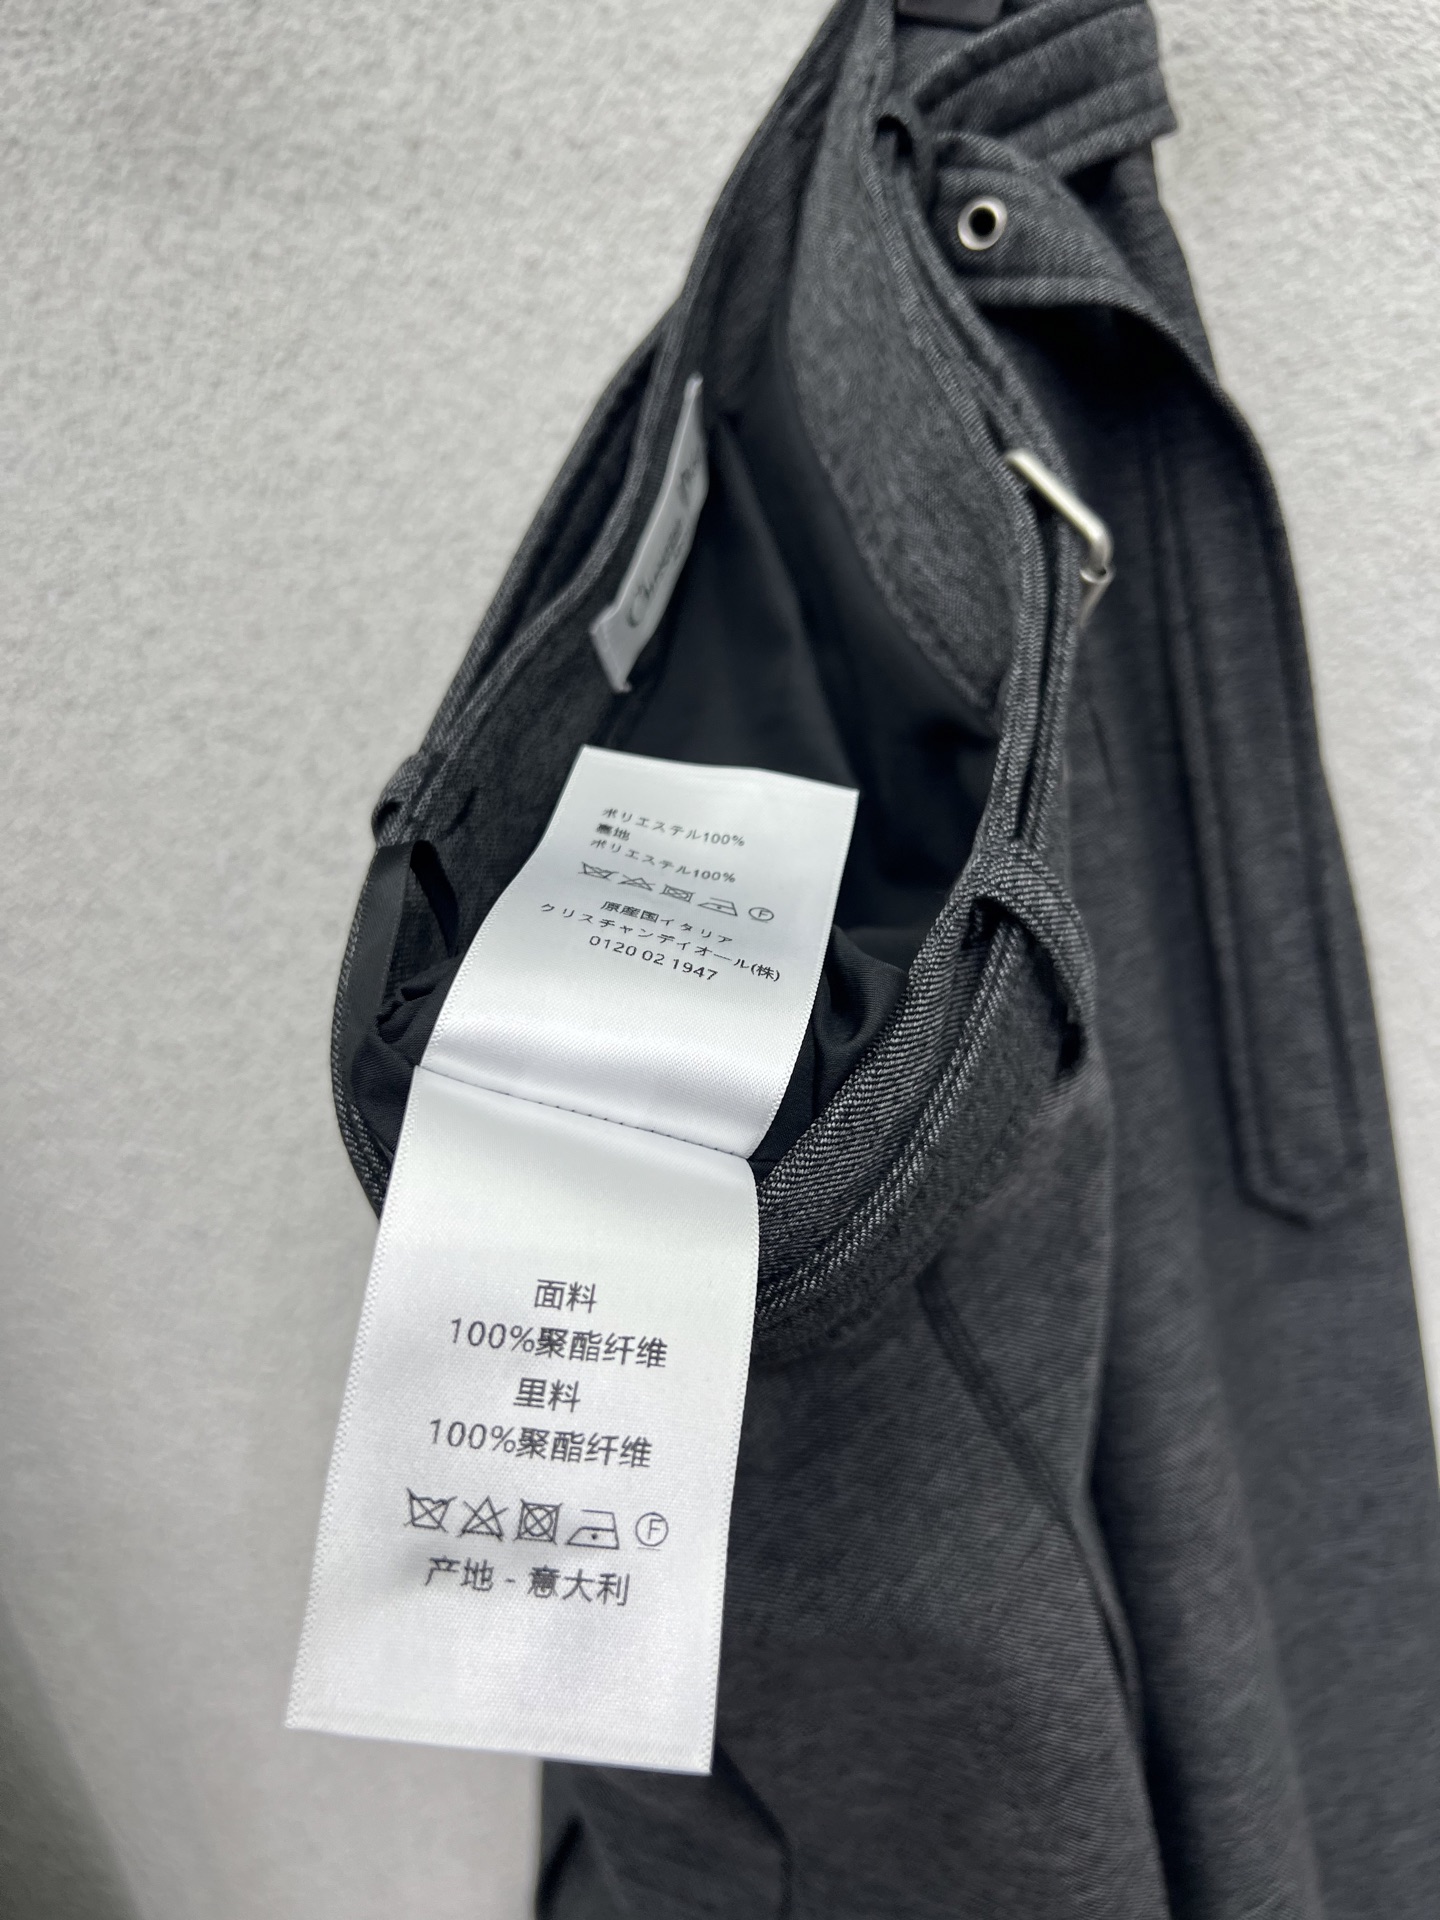 ポリエステル100%
裏地
ポリエステル100%
F
原産国イタリア
クリスチャンディオール(株)
0120 02 1947
面料
100%聚酯纤维
里料
100%聚酯纤维
F
产地 - 意大利